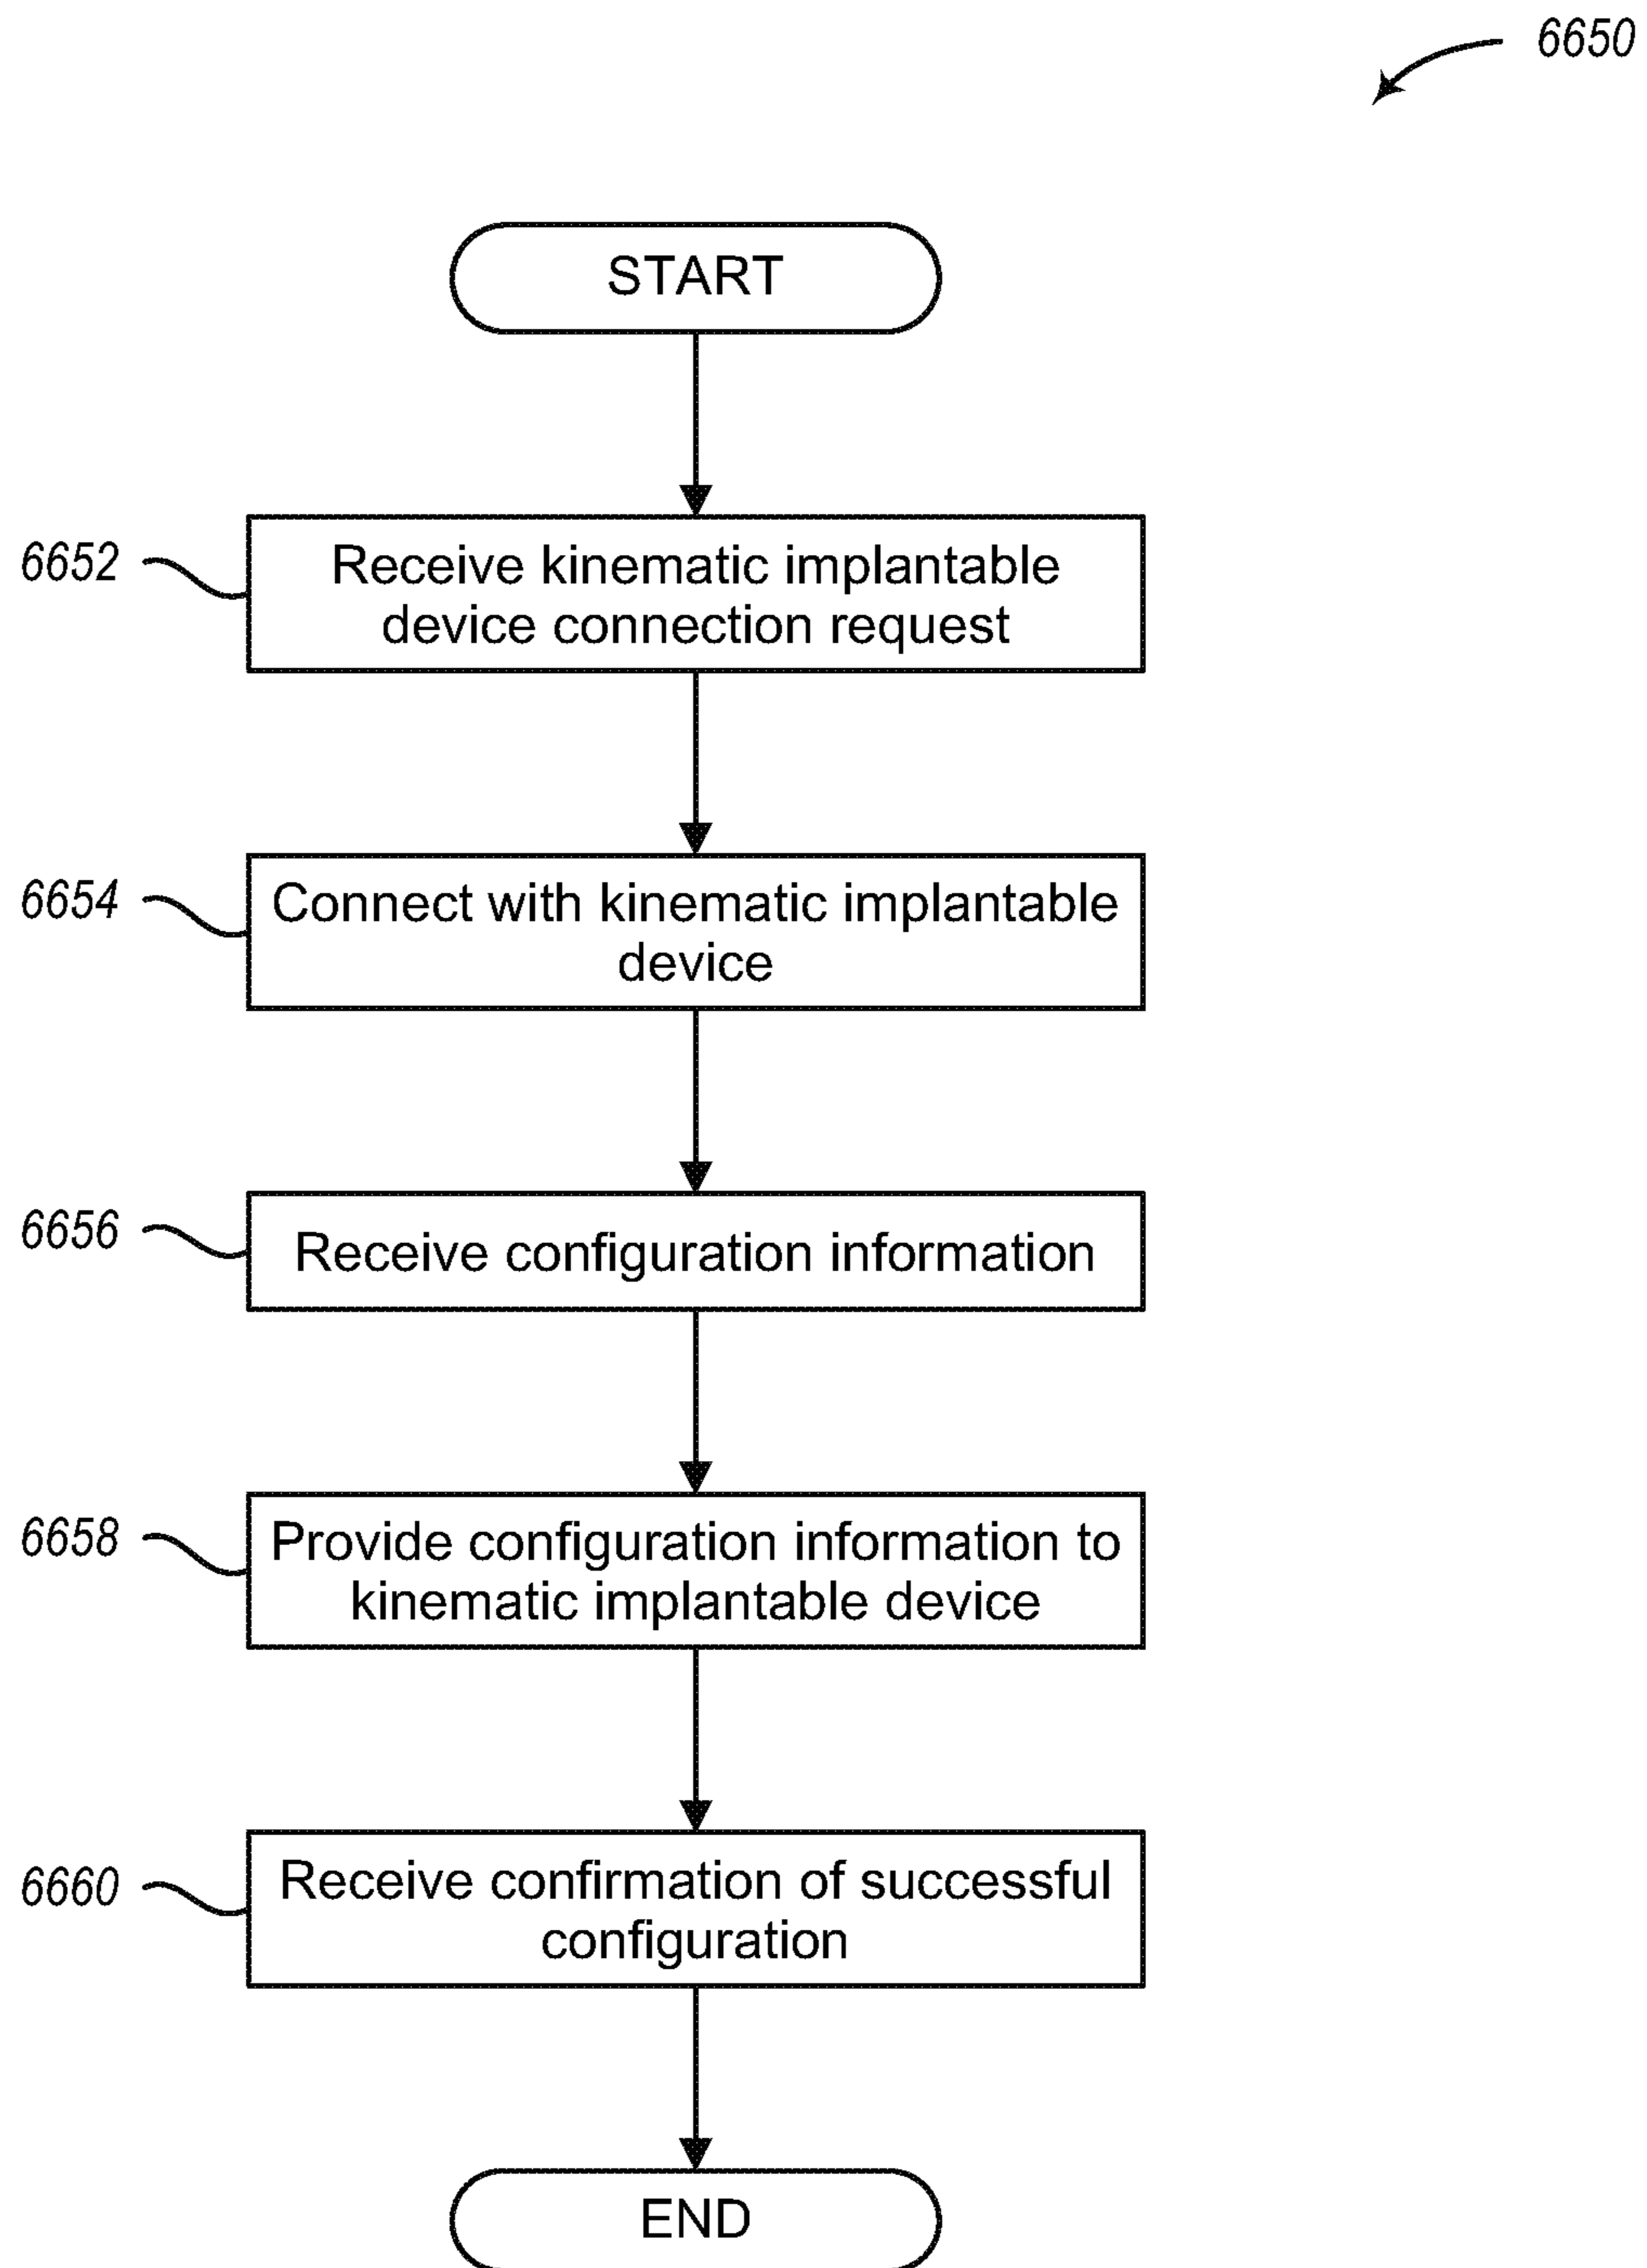 6650
START
6652
Receive kinematic implantable
device connection request
6654
Connect with kinematic implantable
device
6656
Receive configuration information
6658
Provide configuration information to
kinematic implantable device
6660
Receive confirmation of successful
configuration
END